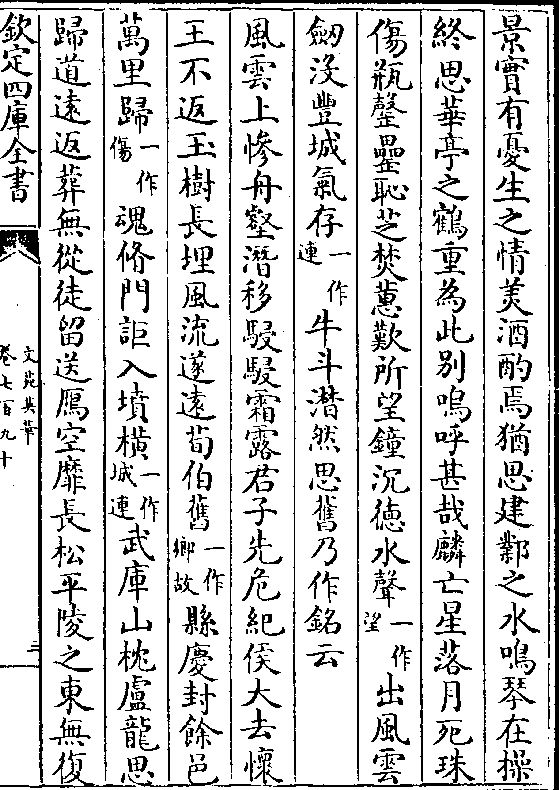 景實有憂生之情羙酒酌焉猶思建鄴之水鳴琴在操
終思華亭之鶴重為此別嗚呼甚哉麟亡星落月死珠
傷瓶罄罍恥芝焚蕙歎所望鐘沉徳水聲一作望出風雲
劒沒豐城氣存一作連牛斗潸然思舊乃作銘云
風雲上慘舟壑潛移駸駸霜露君子先危紀侯大去懷
王不返玉樹長埋風流遂遠荀伯舊一作鄉故縣慶封餘邑
萬里歸一作傷魂脩門詎入墳橫一作城連武庫山枕盧龍思
歸道遠返葬無從徒留送鴈空靡長松平陵之東無復
欽定四庫全書
文苑英華
卷七百九十
三